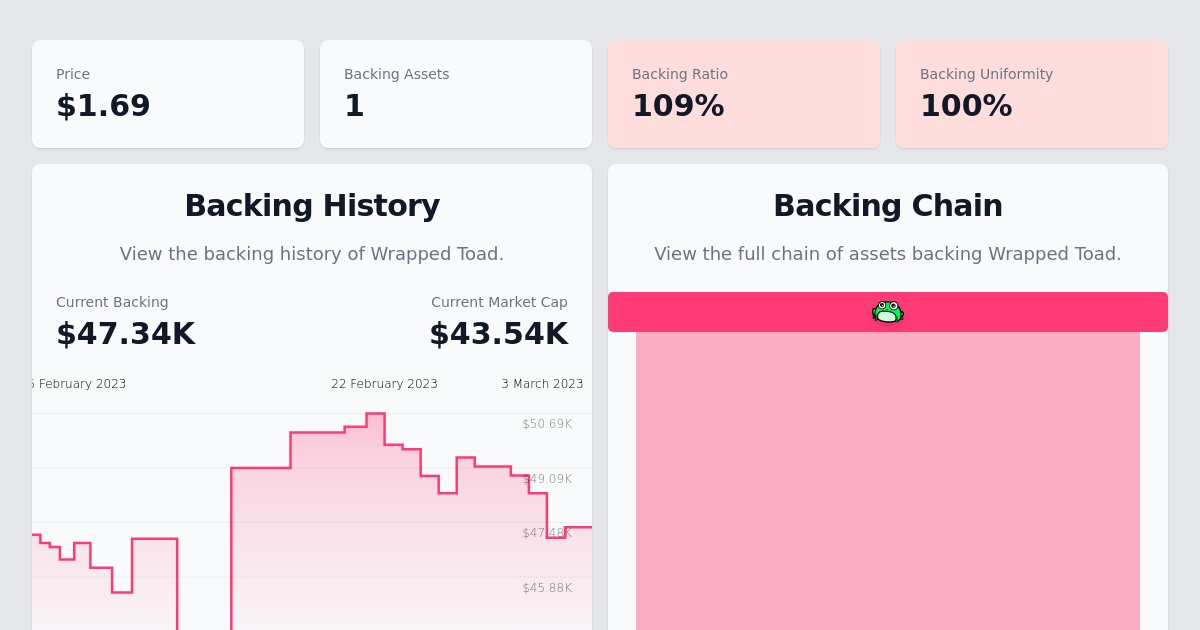 Price
$1.69
Backing Assets
1
Backing Ratio
109%
Backing Uniformity
100%
Backing History
View the backing history of Wrapped Toad.
Current Backing
$47.34K
Current Market Cap
$43.54K
February 2023
22 February 2023
3 March 2023
$50.69K
$49.09K
$47.48K
$45.88K
Backing Chain
View the full chain of assets backing Wrapped Toad.